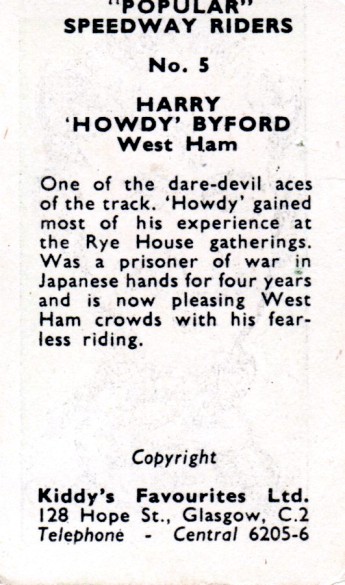 "POPULAR"
SPEEDWAY RIDERS
No. 5
HARRY
'HOWDY' BYFORD
West Ham
One of the dare-devil aces
of the track. 'Howdy' gained
most of his experience at
the Rye House gatherings.
Was a prisoner of war in
Japanese hands for four years
and is now pleasing West
Ham crowds with his fear-
less riding.
Copyright
Kiddy's Favourites Ltd.
128 Hope St., Glasgow, C.2
Telephone - Central 6205-6